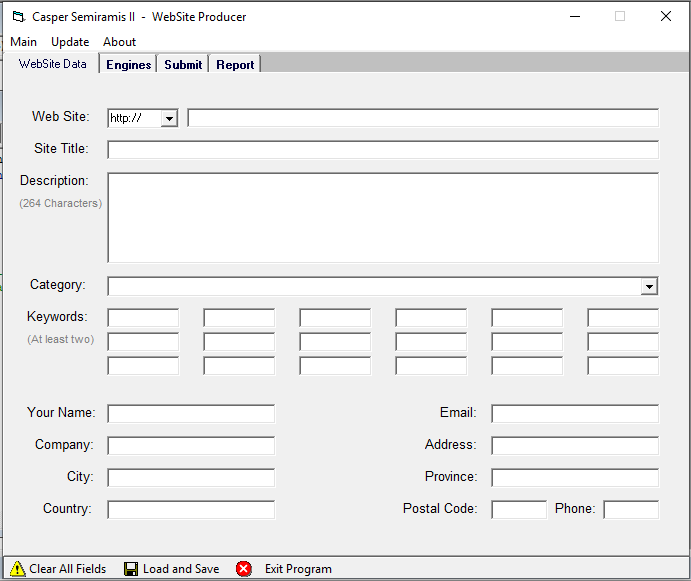 Casper Semiramis II - WebSite Producer
Main Update About
WebSite Data Engines Submit Report
Web Site: http://
Site Title:
Description:
(264 Characters)
Category:
Keywords:
(At least two)
Your Name: Email:
Company: Address:
City: Province:
Country: Postal Code: Phone:
Clear All Fields Load and Save Exit Program